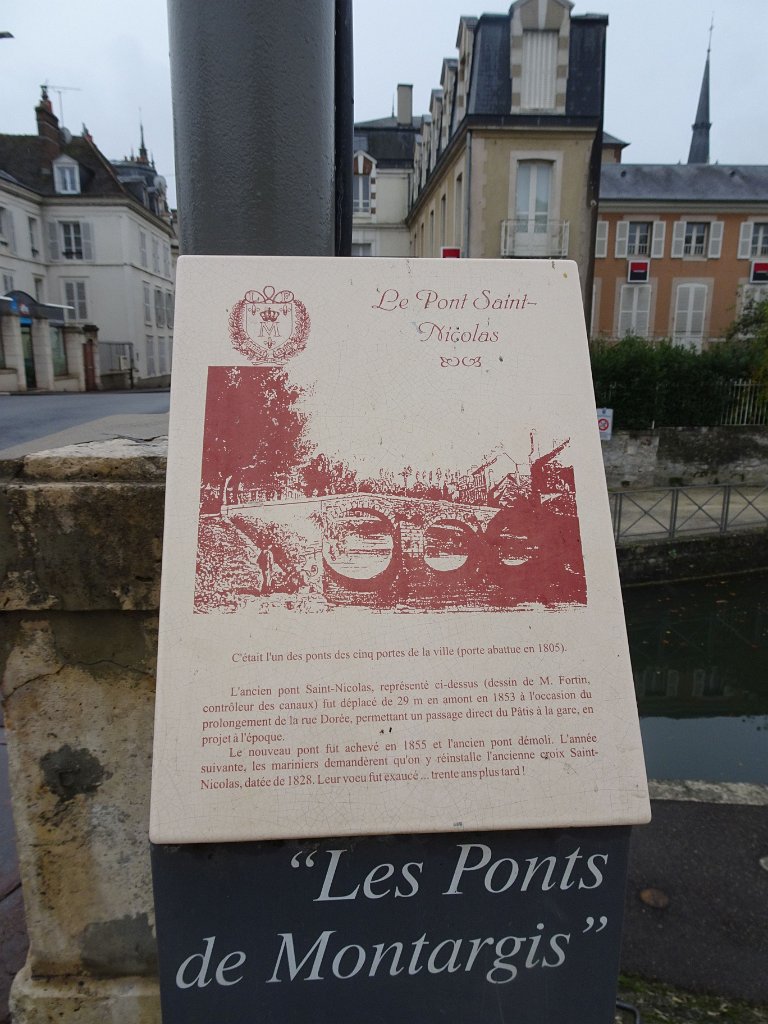 Le Pont Saint-
Nicolas
M
C'était l'un des ponts des cinq portes de la ville (porte abattue en 1805).
L'ancien pont Saint-Nicolas, représenté ci-dessus (dessin de M. Fortin,
contrôleur des canaux) fut déplacé de 29 m en amont en 1853 à l'occasion du
prolongement de la rue Dorée, permettant un passage direct du Pâtis à la gare, en
projet à l'époque.
Le nouveau pont fut achevé en 1855 et l'ancien pont démoli. L'année
suivante, les mariniers demandèrent qu'on y réinstalle l'ancienne croix Saint-
Nicolas, datée de 1828. Leur voeu fut exaucé ... trente ans plus tard !
"Les Ponts
de Montargis"